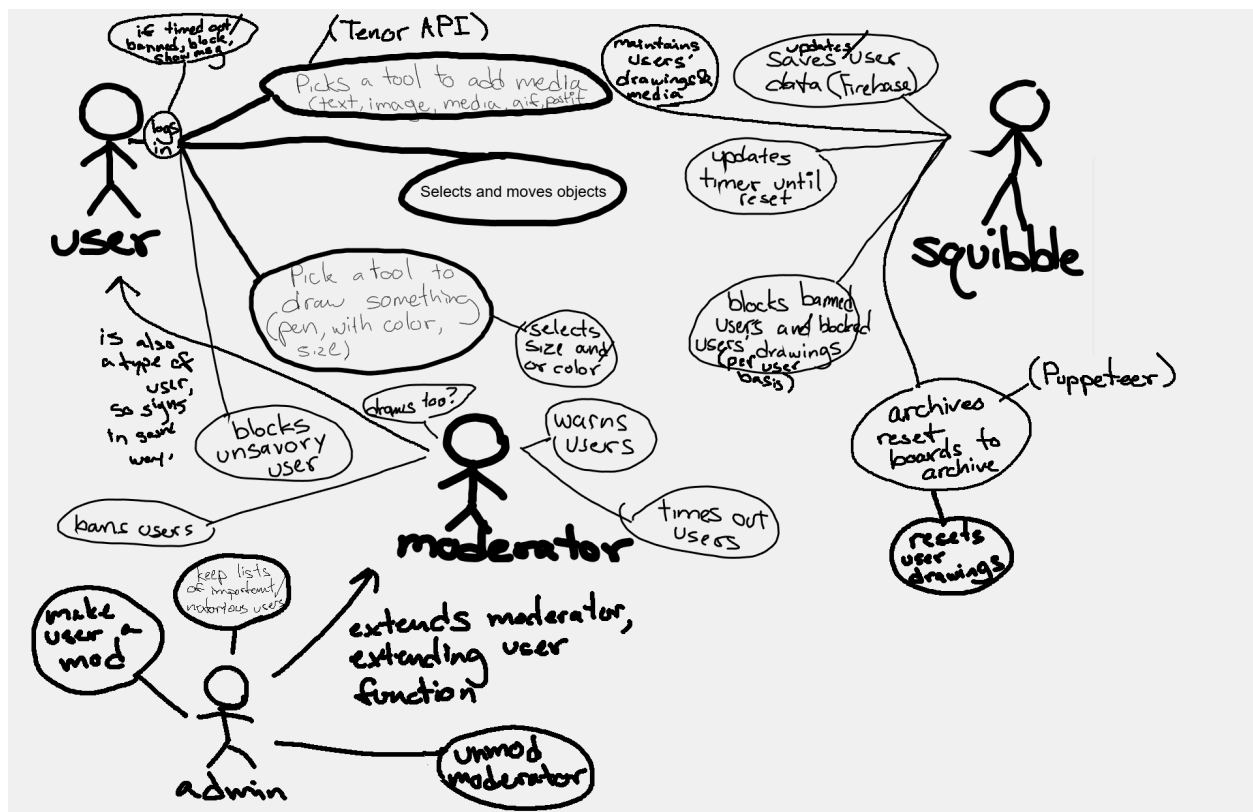 if timed out/
banned, block,
show msg
(Tenor API)
Picks a tool to add media
(text, image, media, gif, postit
maintains
users'
drawings &
media
updates/
saves user
data (Firebase)
logs
in
user
Selects and moves objects
updates
timer until
reset
squibble
Pick a tool to
draw something
(pen, with color,
size)
selects
size and/
or color
blocks banned
users and blocked
users' drawings
(per user
basis)
is also
a type of
user,
so signs
in same
way.
blocks
unsavory
user
draws too?
warns
users
(Puppeteer)
archives
reset
boards to
archive
bans users
moderator
times out
users
resets
user
drawings
keep lists
of important/
notorious users
make
user a
mod
extends moderator,
extending user
function
admin
unmod
moderator